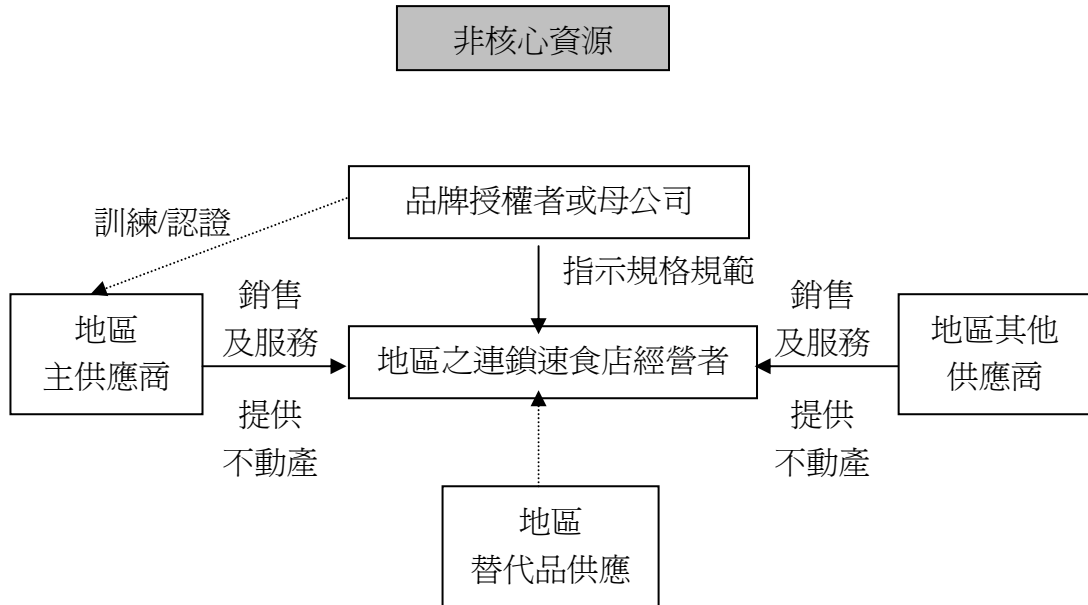 非核心資源
品牌授權者或母公司
訓練/認證
指示規格規範
地區
主供應商
銷售
及服務
提供
不動產
地區之連鎖速食店經營者
銷售
及服務
提供
不動產
地區其他
供應商
地區
替代品供應